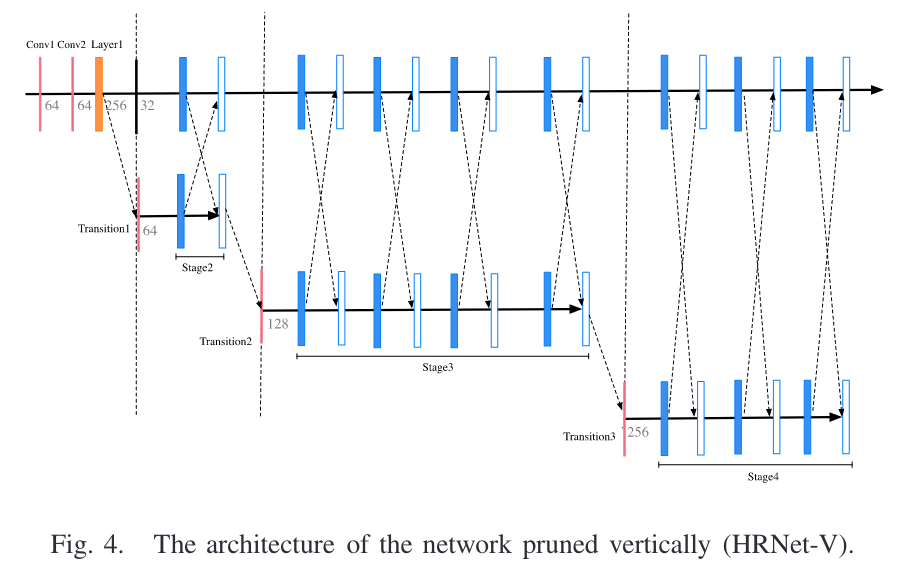 Conv1 Conv2 Layer1
64 64 256 32
Transition1 64
Stage2
128
Transition2
Stage3
Transition3 256
Stage4
Fig. 4. The architecture of the network pruned vertically (HRNet-V).